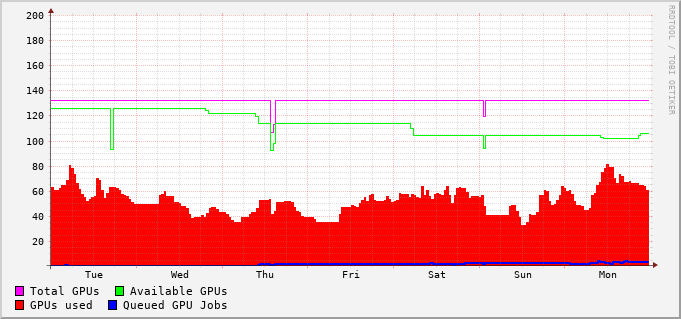 200
180
160
140
120
100
80
60
40
20
Tue Wed Thu Fri Sat Sun Mon
Total GPUs Available GPUs
GPUs used Queued GPU Jobs
RRDTOOL / TOBI OETIKER